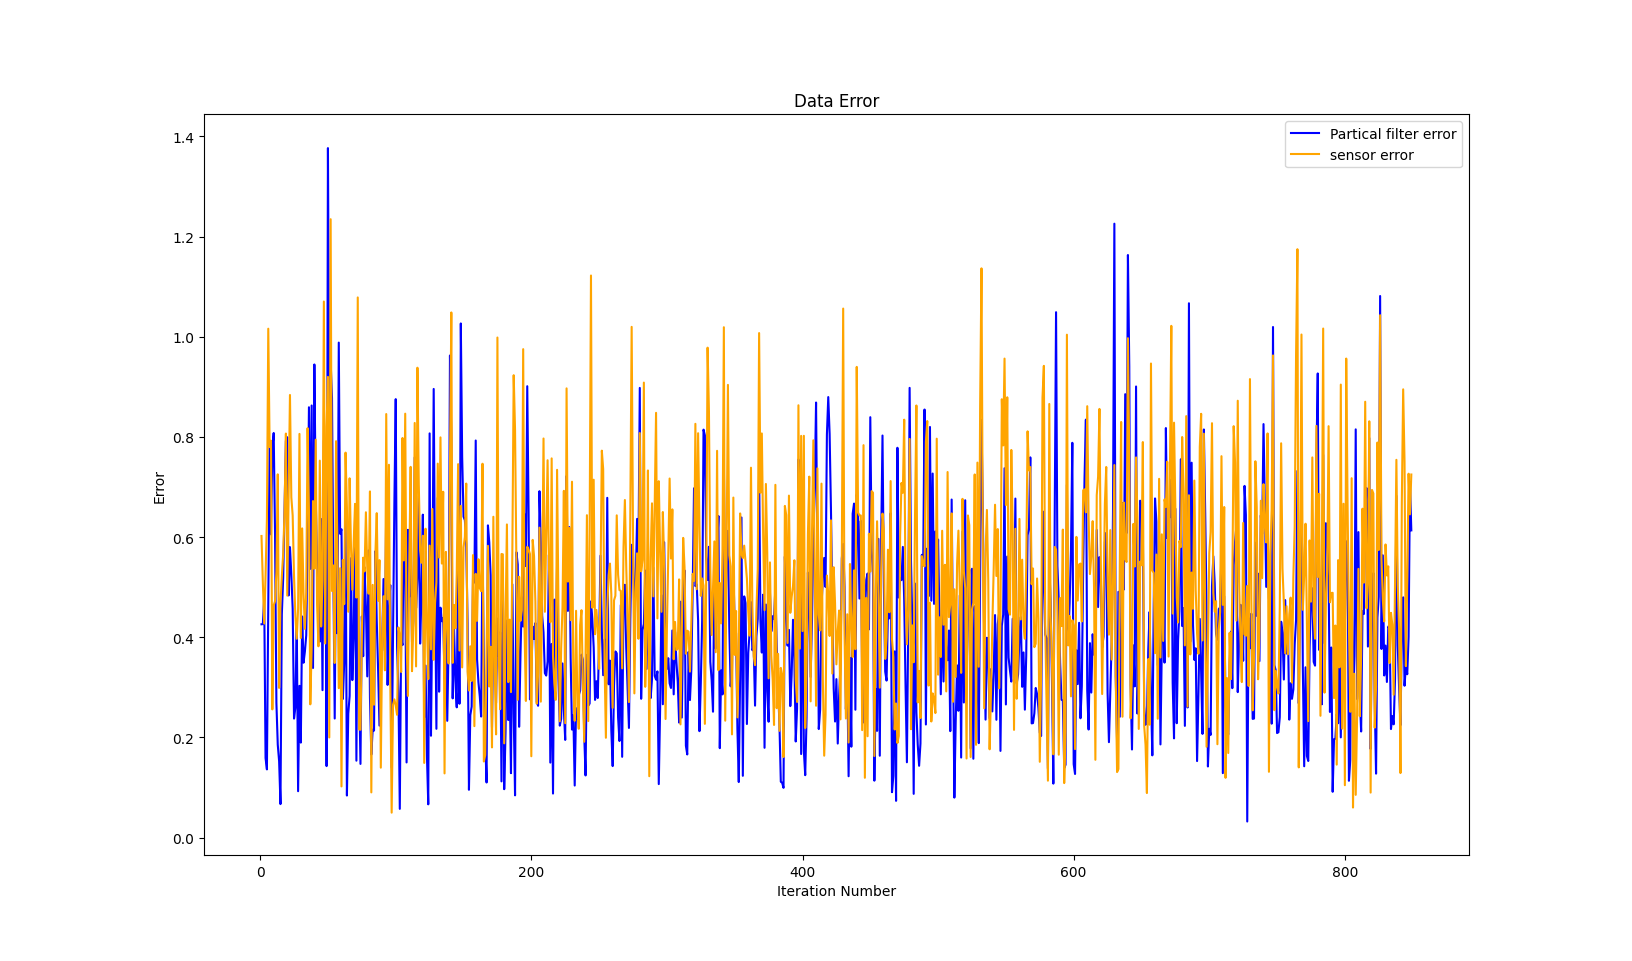 Data Error
Partical filter error
sensor error
1.4
1.2
1.0
0.8
0.6
0.4
0.2
0.0
Error
0
200
400
600
800
Iteration Number